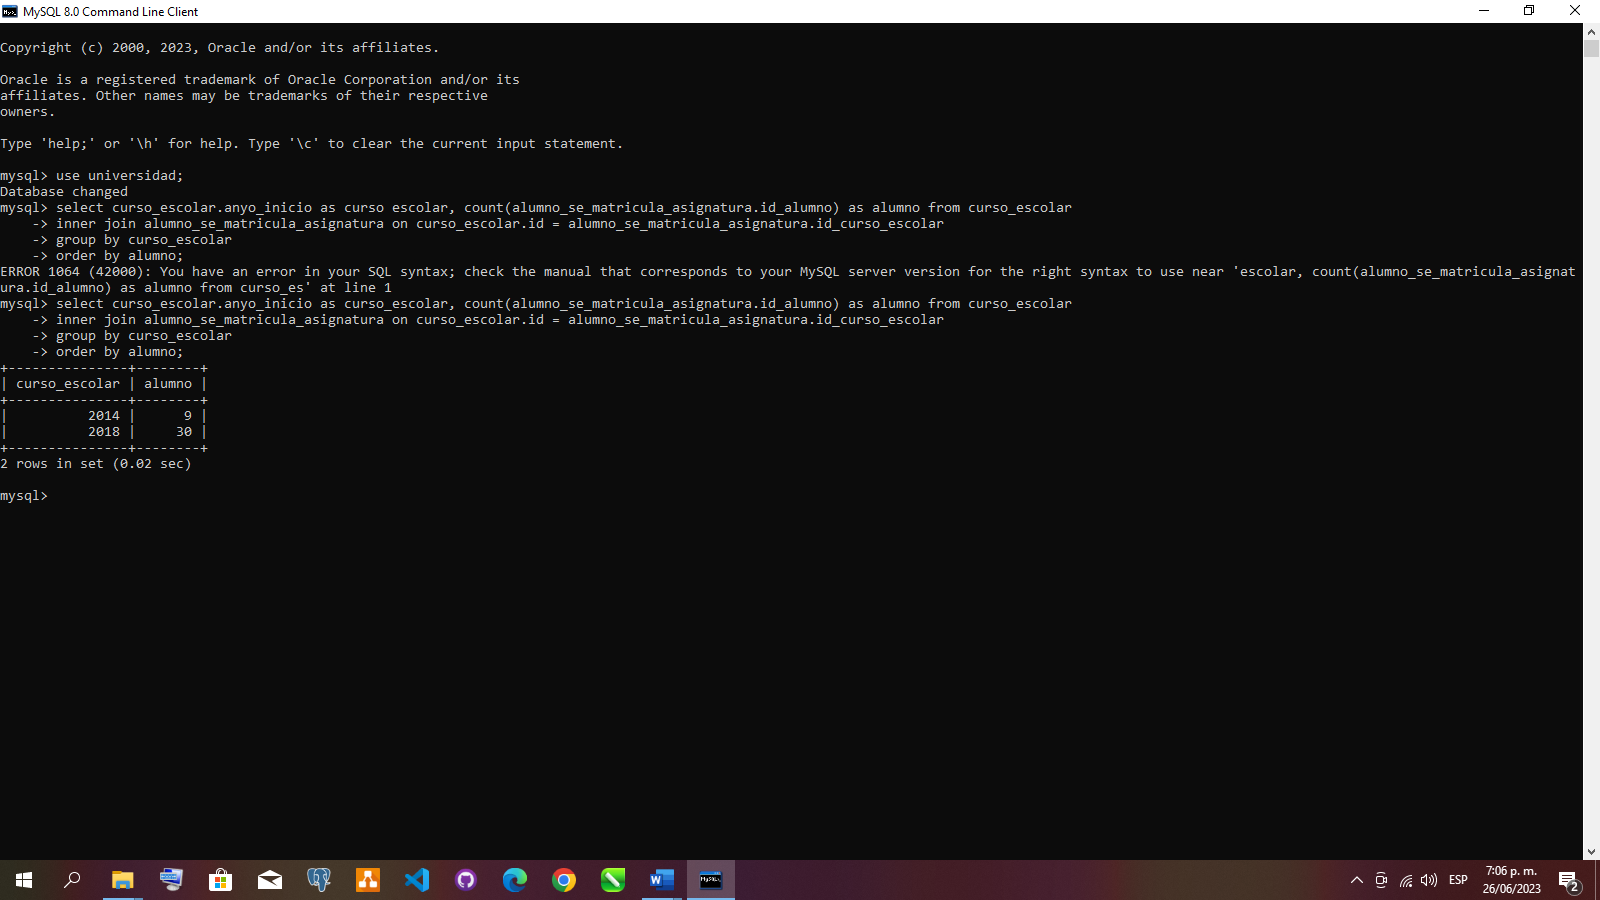 MySQL 8.0 Command Line Client
Copyright (c) 2000, 2023, Oracle and/or its affiliates.
Oracle is a registered trademark of Oracle Corporation and/or its
affiliates. Other names may be trademarks of their respective
owners.
Type 'help;' or '\h' for help. Type '\c' to clear the current input statement.
mysql> use universidad;
Database changed
mysql> select curso_escolar.anyo_inicio as curso escolar, count(alumno_se_matricula_asignatura.id_alumno) as alumno from curso_escolar
    -> inner join alumno_se_matricula_asignatura on curso_escolar.id = alumno_se_matricula_asignatura.id_curso_escolar
    -> group by curso_escolar
    -> order by alumno;
ERROR 1064 (42000): You have an error in your SQL syntax; check the manual that corresponds to your MySQL server version for the right syntax to use near 'escolar, count(alumno_se_matricula_asignat
ura.id_alumno) as alumno from curso_es' at line 1
mysql> select curso_escolar.anyo_inicio as curso_escolar, count(alumno_se_matricula_asignatura.id_alumno) as alumno from curso_escolar
    -> inner join alumno_se_matricula_asignatura on curso_escolar.id = alumno_se_matricula_asignatura.id_curso_escolar
    -> group by curso_escolar
    -> order by alumno;
+---------------+--------+
| curso_escolar | alumno |
+---------------+--------+
|          2014 |      9 |
|          2018 |     30 |
+---------------+--------+
2 rows in set (0.02 sec)
mysql>
ESP
7:06 p. m.
26/06/2023
2